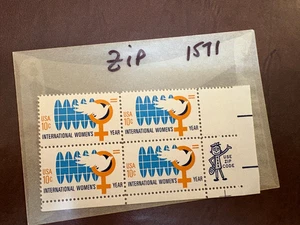 Zip 1571
USA 10c
INTERNATIONAL WOMEN'S YEAR
USA 10c
INTERNATIONAL WOMEN'S YEAR
USA 10c
INTERNATIONAL WOMEN'S YEAR
USA 10c
INTERNATIONAL WOMEN'S YEAR
USE
ZIP
CODE